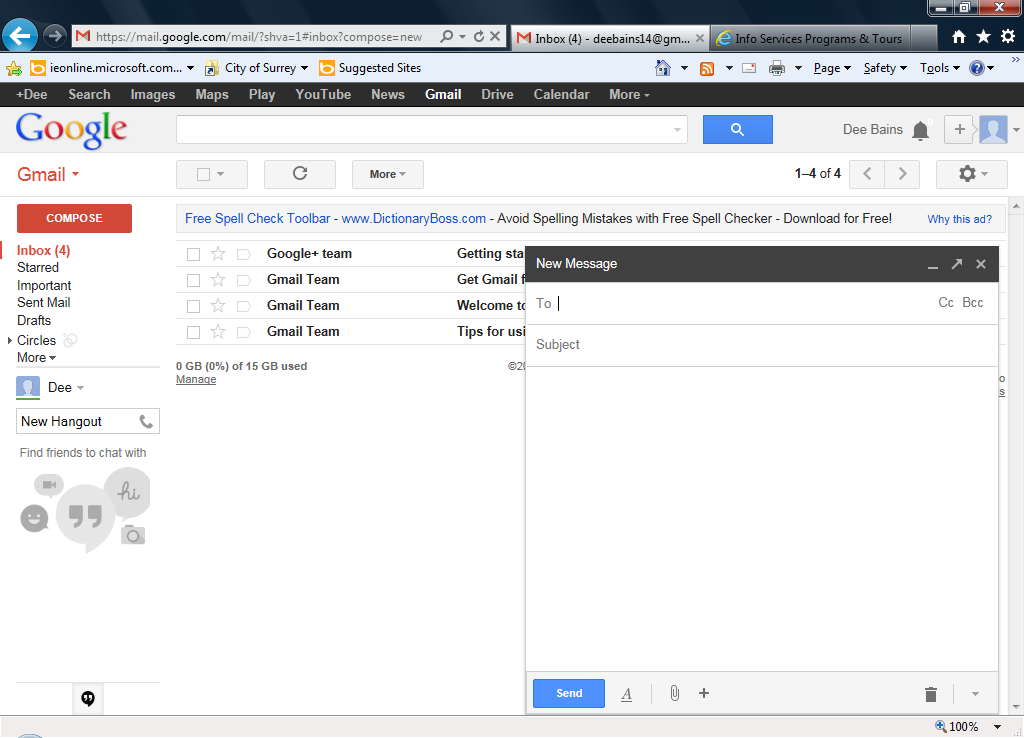 https://mail.google.com/mail/?shva=1#inbox?compose=new
Inbox (4) - deebains14@gm...
Info Services Programs & Tours
ieonline.microsoft.com...
City of Surrey
Suggested Sites
Page
Safety
Tools
+Dee Search Images Maps Play YouTube News Gmail Drive Calendar More
Google
Dee Bains
Gmail
More
1–4 of 4
COMPOSE
Free Spell Check Toolbar - www.DictionaryBoss.com - Avoid Spelling Mistakes with Free Spell Checker - Download for Free!
Why this ad?
Inbox (4)
Starred
Important
Sent Mail
Drafts
Circles
More
Google+ team Getting sta
Gmail Team Get Gmail f
Gmail Team Welcome to
Gmail Team Tips for usi
0 GB (0%) of 15 GB used
Manage
©20
Dee
New Hangout
Find friends to chat with
hi
New Message
To
Cc Bcc
Subject
Send
A
100%